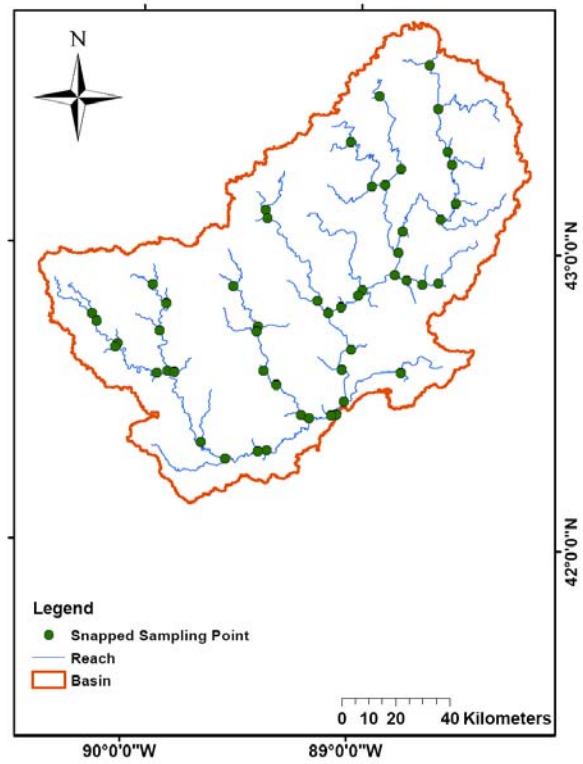 N
43°0'0"N
42°0'0"N
Legend
Snapped Sampling Point
Reach
Basin
0 10 20 40 Kilometers
90°0'0"W 89°0'0"W